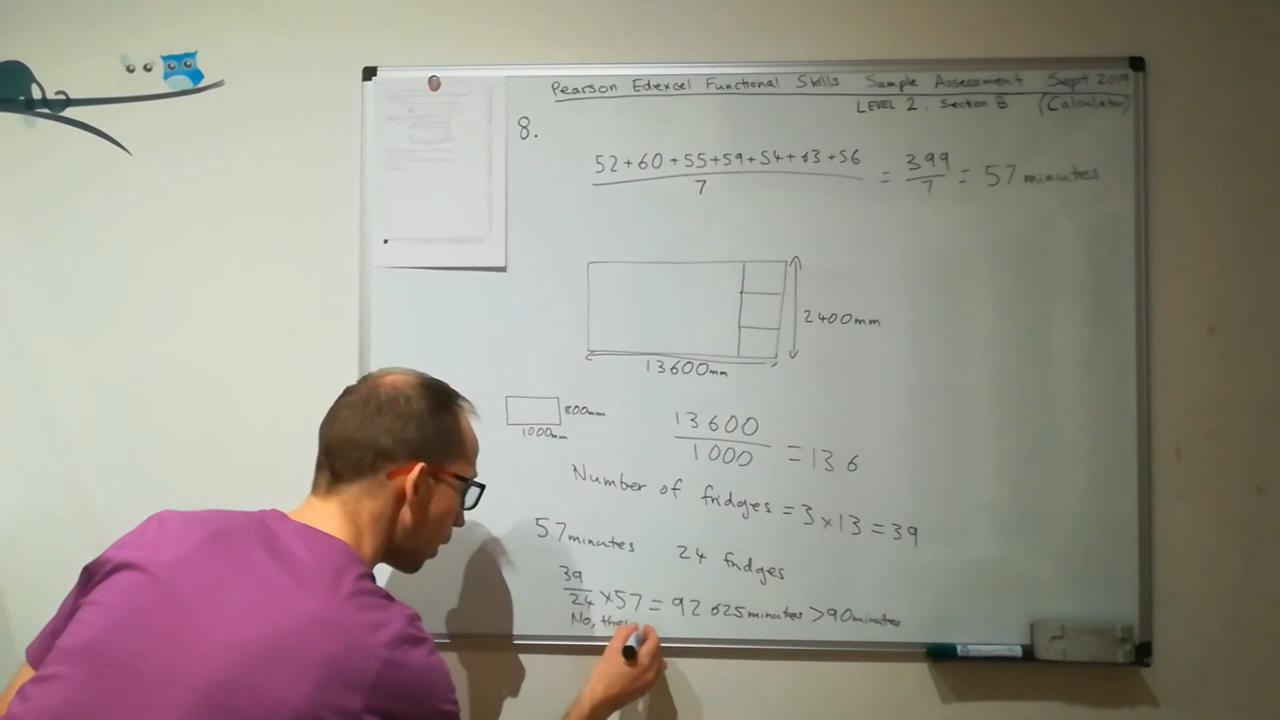 Pearson Edexcel Functional Skills Sample Assessment Sept 2019
LEVEL 2. Section B (Calculator)
8.
52+60+55+59+54+63+56
7
= 399
7
= 57 minutes
2400mm
13600mm
800mm
1000mm
13600
1000
= 13 6
Number of fridges = 3 × 13 = 39
57 minutes 24 fridges
39
24 × 57 = 92 625 minutes > 90 minutes
No, the